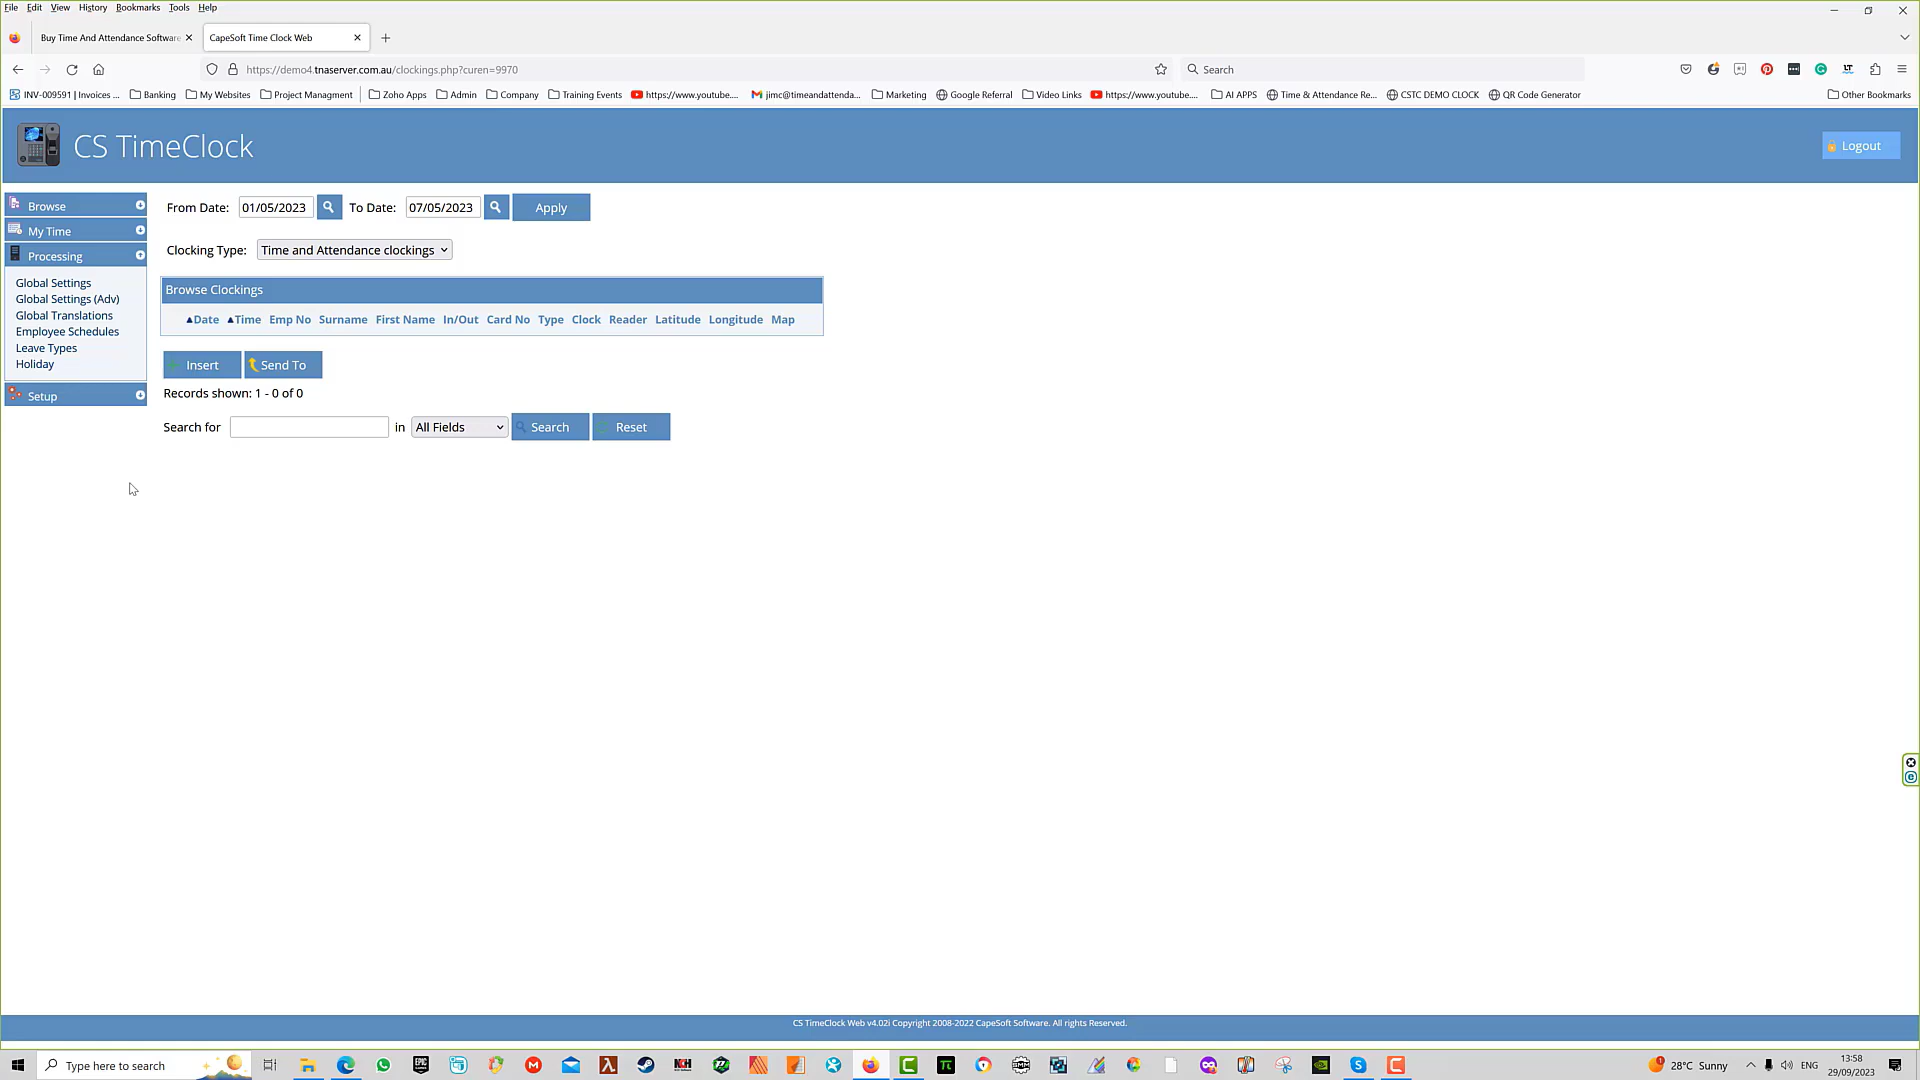 File Edit View History Bookmarks Tools Help
Buy Time And Attendance Software
CapeSoft Time Clock Web
https://demo4.tnaserver.com.au/clockings.php?curen=9970
Search
INV-009591 | Invoices ...
Banking
My Websites
Project Managment
Zoho Apps
Admin
Company
Training Events
https://www.youtube....
jimc@timeandattenda...
Marketing
Google Referral
Video Links
https://www.youtube....
AI APPS
Time & Attendance Re...
CSTC DEMO CLOCK
QR Code Generator
Other Bookmarks
CS TimeClock
Logout
Browse
My Time
Processing
Global Settings
Global Settings (Adv)
Global Translations
Employee Schedules
Leave Types
Holiday
Setup
From Date: 01/05/2023 To Date: 07/05/2023 Apply
Clocking Type: Time and Attendance clockings
Browse Clockings
Date Time Emp No Surname First Name In/Out Card No Type Clock Reader Latitude Longitude Map
Insert Send To
Records shown: 1 - 0 of 0
Search for in All Fields Search Reset
CS TimeClock Web v4.02i Copyright 2008-2022 CapeSoft Software. All rights Reserved.
Type here to search
28°C Sunny
ENG
13:58
29/09/2023